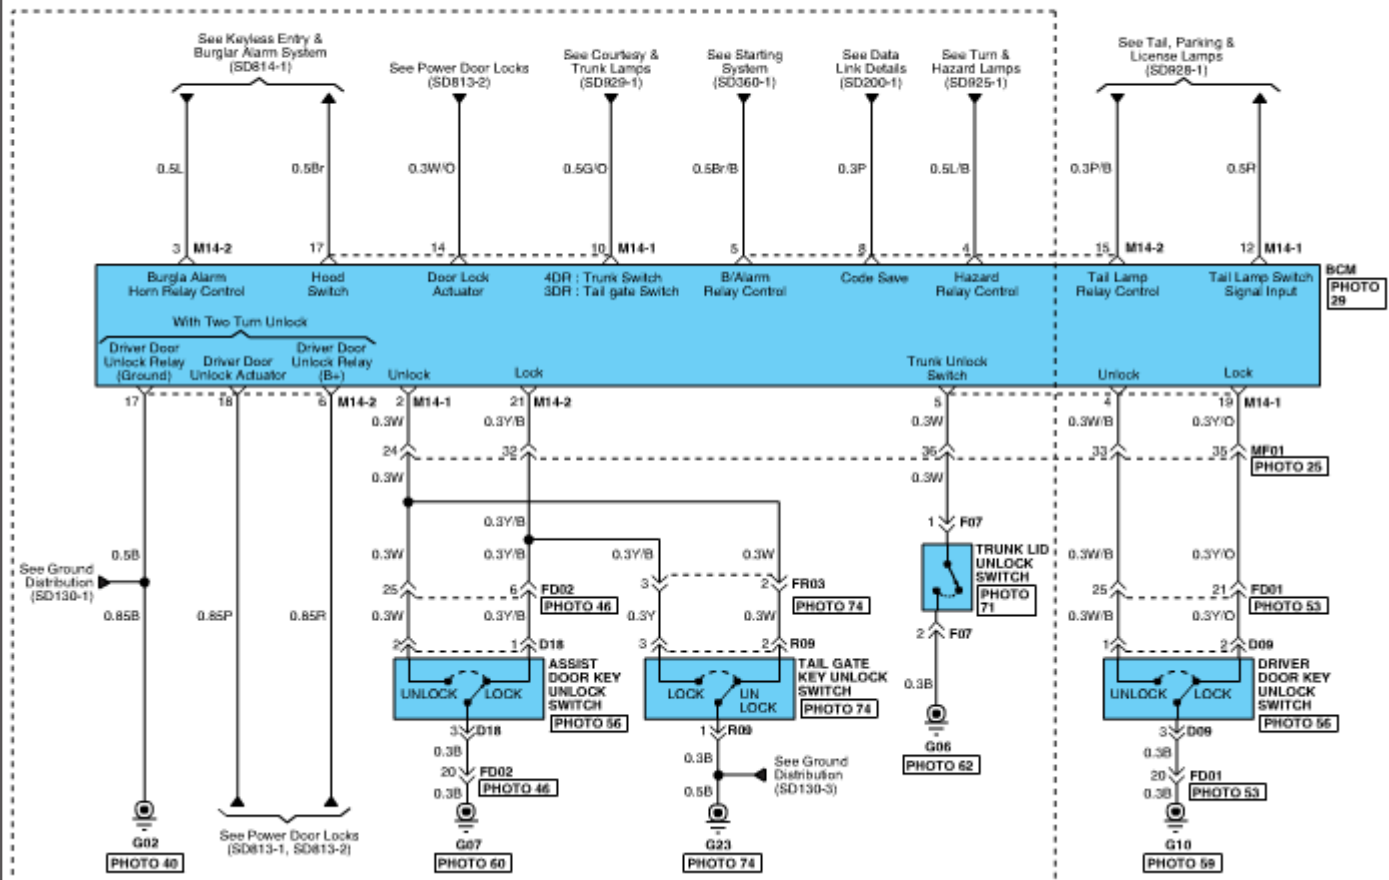 See Keyless Entry &
Burglar Alarm System
(SD814-1)
See Power Door Locks
(SD813-2)
See Courtesy &
Trunk Lamps
(SD929-1)
See Starting
System
(SD360-1)
See Data
Link Details
(SD200-1)
See Turn &
Hazard Lamps
(SD925-1)
See Tail, Parking &
License Lamps
(SD928-1)
0.5L
0.5Br
0.3W/O
0.5G/O
0.5Br/B
0.3P
0.5L/B
0.3P/B
0.5R
3 M14-2
17
14
10 M14-1
5
8
4
15 M14-2
12 M14-1
Burgla Alarm
Horn Relay Control
Hood
Switch
Door Lock
Actuator
4DR : Trunk Switch
3DR : Tail gate Switch
B/Alarm
Relay Control
Code Save
Hazard
Relay Control
Tail Lamp
Relay Control
Tail Lamp Switch
Signal Input
BCM
PHOTO
29
With Two Turn Unlock
Driver Door
Unlock Relay
(Ground)
Driver Door
Unlock Actuator
Driver Door
Unlock Relay
(B+)
Unlock
Lock
Trunk Unlock
Switch
Unlock
Lock
17
18
6 M14-2
2 M14-1
21 M14-2
5
4
19 M14-1
0.3W
0.3Y/B
0.3W
0.3W/B
0.3Y/O
24
32
36
33
35 MF01
PHOTO 25
0.3W
0.3W
0.3Y/B
1 F07
0.5B
0.3W
0.3Y/B
0.3Y/B
0.3W
TRUNK LID
UNLOCK
SWITCH
PHOTO
71
0.3W/B
0.3Y/O
See Ground
Distribution
(SD130-1)
25
6 FD02
PHOTO 46
3
2 FR03
PHOTO 74
25
21 FD01
PHOTO 53
0.85B
0.85P
0.85R
0.3W
0.3Y/B
0.3Y
0.3W
0.3W/B
0.3Y/O
2
1 D18
3
2 R09
2 F07
1
2 D09
UNLOCK
LOCK
ASSIST
DOOR KEY
UNLOCK
SWITCH
PHOTO 56
LOCK
UN
LOCK
TAIL GATE
KEY UNLOCK
SWITCH
PHOTO 74
0.3B
UNLOCK
LOCK
DRIVER
DOOR KEY
UNLOCK
SWITCH
PHOTO 56
3 D18
1 R09
3 D09
0.3B
0.3B
G06
PHOTO 62
0.3B
20 FD02
PHOTO 46
See Ground
Distribution
(SD130-3)
20 FD01
PHOTO 53
0.3B
0.5B
0.3B
G02
PHOTO 40
See Power Door Locks
(SD813-1, SD813-2)
G07
PHOTO 60
G23
PHOTO 74
G10
PHOTO 59